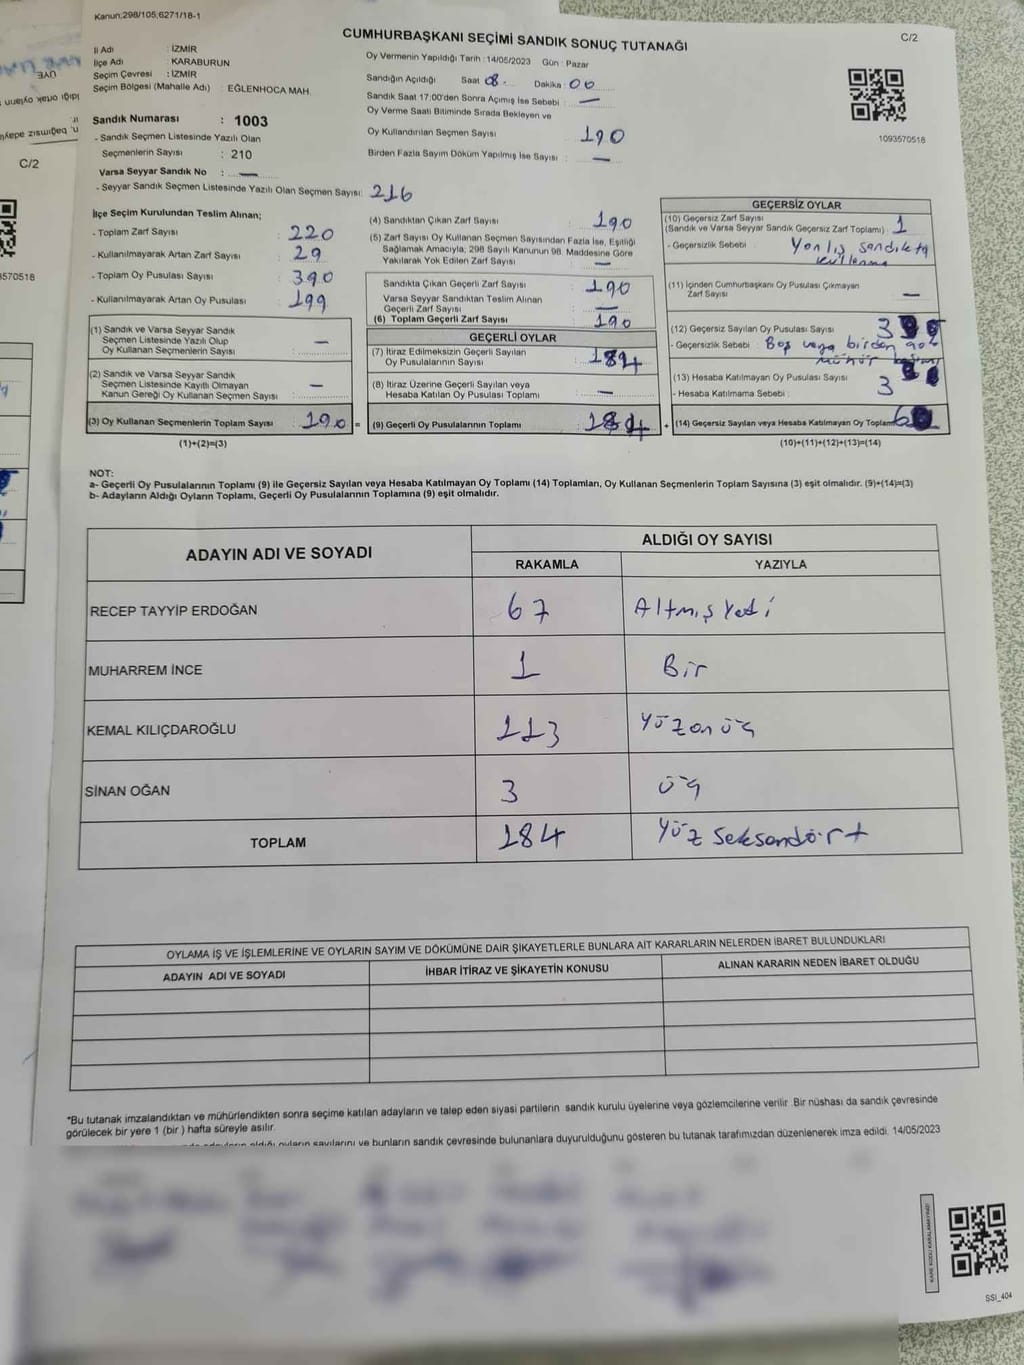 Kanun;298/105;6271/18-1
C/2
CUMHURBAŞKANI SEÇİMİ SANDIK SONUÇ TUTANAĞI
İl Adı : İZMİR
İlçe Adı : KARABURUN
Seçim Çevresi : İZMİR
Seçim Bölgesi (Mahalle Adı) : EĞLENHOCA MAH.
Oy Vermenin Yapıldığı Tarih : 14/05/2023 Gün : Pazar
Sandığın Açıldığı Saat 08. Dakika : 00
Sandık Saat 17:00'den Sonra Açımış İse Sebebi : —
Oy Verme Saati Bitiminde Sırada Bekleyen ve
Oy Kullandırılan Seçmen Sayısı 190
Birden Fazla Sayım Döküm Yapılmış İse Sayısı : —
1093570518
Sandık Numarası : 1003
- Sandık Seçmen Listesinde Yazılı Olan
Seçmenlerin Sayısı : 210
Varsa Seyyar Sandık No : —
- Seyyar Sandık Seçmen Listesinde Yazılı Olan Seçmen Sayısı: 216
İlçe Seçim Kurulundan Teslim Alınan;
- Toplam Zarf Sayısı : 220
- Kullanılmayarak Artan Zarf Sayısı : 29
- Toplam Oy Pusulası Sayısı : 390
- Kullanılmayarak Artan Oy Pusulası : 199
(1) Sandık ve Varsa Seyyar Sandık
Seçmen Listesinde Yazılı Olup
Oy Kullanan Seçmenlerin Sayısı : —
(2) Sandık ve Varsa Seyyar Sandık
Seçmen Listesinde Kayıtlı Olmayan
Kanun Gereği Oy Kullanan Seçmen Sayısı : —
(3) Oy Kullanan Seçmenlerin Toplam Sayısı : 190 =
(1)+(2)=(3)
(4) Sandıktan Çıkan Zarf Sayısı : 190
(5) Zarf Sayısı Oy Kullanan Seçmen Sayısından Fazla İse, Eşitliği
Sağlamak Amacıyla, 298 Sayılı Kanunun 98. Maddesine Göre
Yakılarak Yok Edilen Zarf Sayısı : —
Sandıkta Çıkan Geçerli Zarf Sayısı : 190
Varsa Seyyar Sandıktan Teslim Alınan
Geçerli Zarf Sayısı : —
(6) Toplam Geçerli Zarf Sayısı : 190
GEÇERLİ OYLAR
(7) İtiraz Edilmeksizin Geçerli Sayılan
Oy Pusulalarının Sayısı : 184
(8) İtiraz Üzerine Geçerli Sayılan veya
Hesaba Katılan Oy Pusulası Toplamı : —
(9) Geçerli Oy Pusulalarının Toplamı : 184 +
GEÇERSİZ OYLAR
(10) Geçersiz Zarf Sayısı
(Sandık ve Varsa Seyyar Sandık Geçersiz Zarf Toplamı) : 1
- Geçersizlik Sebebi : Yanlış sandıkta
kullanma
(11) İçinden Cumhurbaşkanı Oy Pusulası Çıkmayan
Zarf Sayısı : —
(12) Geçersiz Sayılan Oy Pusulası Sayısı : 3
- Geçersizlik Sebebi : Boş veya birden çok
mühür
(13) Hesaba Katılmayan Oy Pusulası Sayısı : 3
- Hesaba Katılmama Sebebi :
(14) Geçersiz Sayılan veya Hesaba Katılmayan Oy Toplamı 6
(10)+(11)+(12)+(13)=(14)
NOT:
a- Geçerli Oy Pusulalarının Toplamı (9) ile Geçersiz Sayılan veya Hesaba Katılmayan Oy Toplamı (14) Toplamları, Oy Kullanan Seçmenlerin Toplam Sayısına (3) eşit olmalıdır. (9)+(14)=(3)
b- Adayların Aldığı Oyların Toplamı, Geçerli Oy Pusulalarının Toplamına (9) eşit olmalıdır.
ADAYIN ADI VE SOYADI ALDIĞI OY SAYISI
RAKAMLA YAZIYLA
RECEP TAYYİP ERDOĞAN 67 Altmış Yedi
MUHARREM İNCE 1 Bir
KEMAL KILIÇDAROĞLU 113 Yüzonüç
SİNAN OĞAN 3 üç
TOPLAM 184 Yüz Seksendört
OYLAMA İŞ VE İŞLEMLERİNE VE OYLARIN SAYIM VE DÖKÜMÜNE DAİR ŞİKAYETLERLE BUNLARA AİT KARARLARIN NELERDEN İBARET BULUNDUKLARI
ADAYIN ADI VE SOYADI İHBAR İTİRAZ VE ŞİKAYETİN KONUSU ALINAN KARARIN NEDEN İBARET OLDUĞU
*Bu tutanak imzalandıktan ve mühürlendikten sonra seçime katılan adayların ve talep eden siyasi partilerin sandık kurulu üyelerine veya gözlemcilerine verilir .Bir nüshası da sandık çevresinde
görülecek bir yere 1 (bir ) hafta süreyle asılır.
aldığı oyların sayılarını ve bunların sandık çevresinde bulunanlara duyurulduğunu gösteren bu tutanak tarafımızdan düzenlenerek imza edildi. 14/05/2023
KARE KODU KARALAMAYINIZ!
SSI_404
ÜYE
C/2
3570518